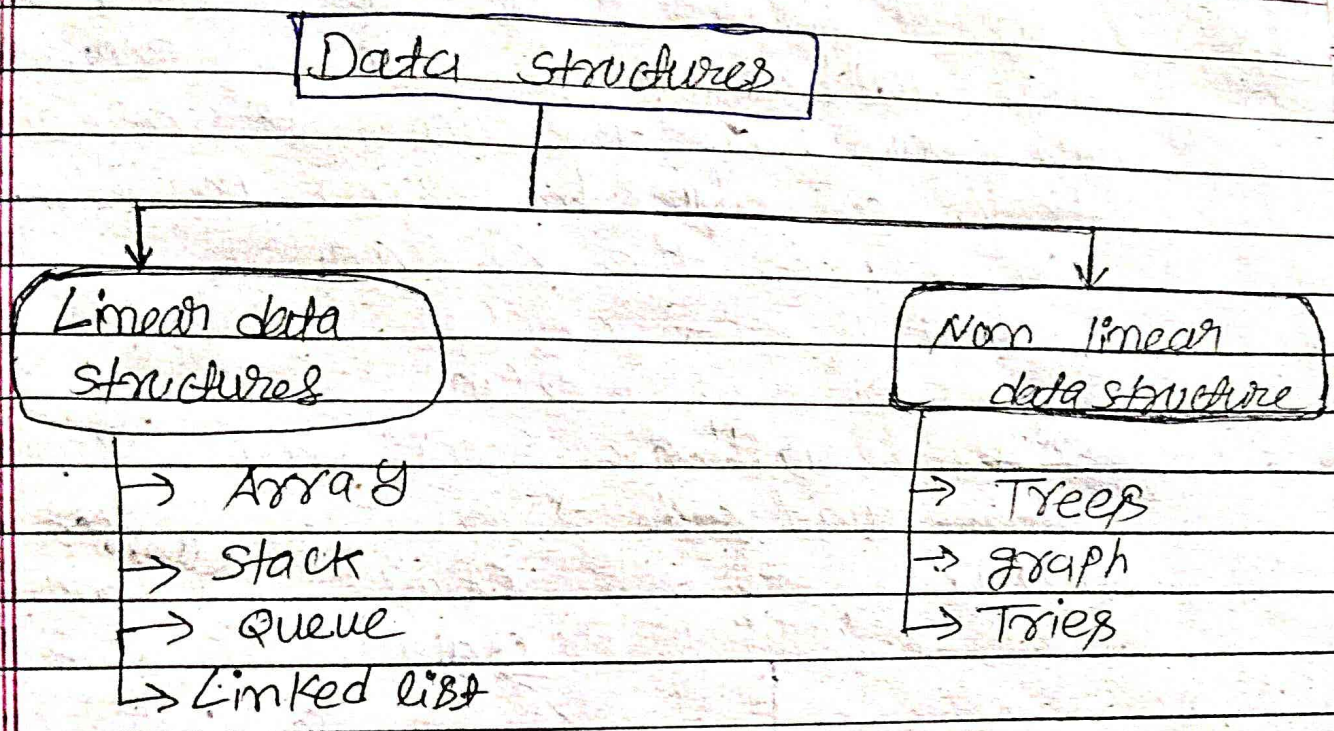 Data structures
Linear data
structures
Non linear
data structure
Array
Stack
Queue
Linked list
Trees
graph
Tries